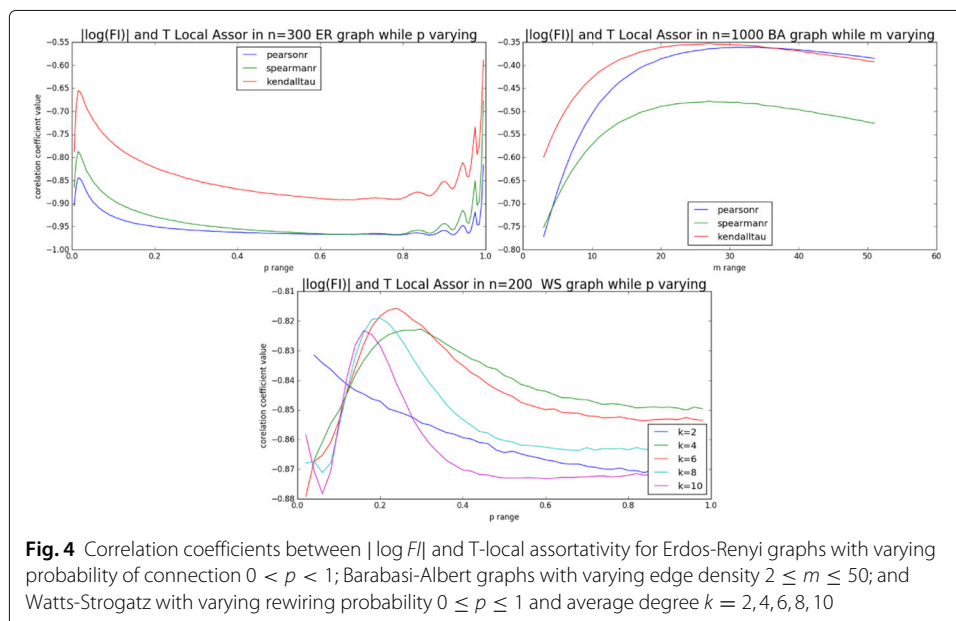 |log(FI)| and T Local Assor in n=300 ER graph while p varying
corelation coefficient value
−0.55
−0.60
−0.65
−0.70
−0.75
−0.80
−0.85
−0.90
−0.95
−1.00
pearsonr
spearmanr
kendalltau
0.0 0.2 0.4 0.6 0.8 1.0
p range
|log(FI)| and T Local Assor in n=1000 BA graph while m varying
−0.35
−0.40
−0.45
−0.50
−0.55
−0.60
−0.65
−0.70
−0.75
−0.80
pearsonr
spearmanr
kendalltau
0 10 20 30 40 50 60
m range
|log(FI)| and T Local Assor in n=200 WS graph while p varying
corelation coefficient value
−0.81
−0.82
−0.83
−0.84
−0.85
−0.86
−0.87
−0.88
k=2
k=4
k=6
k=8
k=10
0.0 0.2 0.4 0.6 0.8 1.0
p range
Fig. 4 Correlation coefficients between | log FI| and T-local assortativity for Erdos-Renyi graphs with varying
probability of connection 0 < p < 1; Barabasi-Albert graphs with varying edge density 2 ≤ m ≤ 50; and
Watts-Strogatz with varying rewiring probability 0 ≤ p ≤ 1 and average degree k = 2, 4, 6, 8, 10